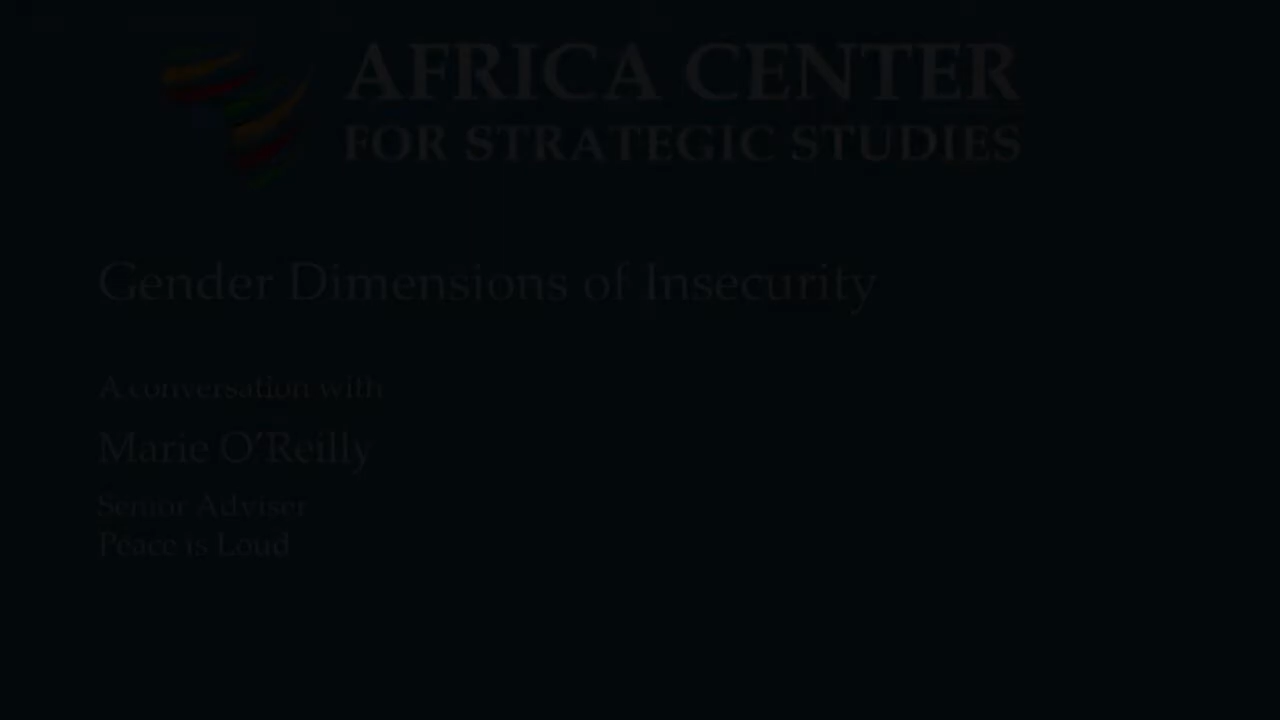 AFRICA CENTER
FOR STRATEGIC STUDIES
Gender Dimensions of Insecurity
A conversation with
Marie O'Reilly
Senior Adviser
Peace is Loud